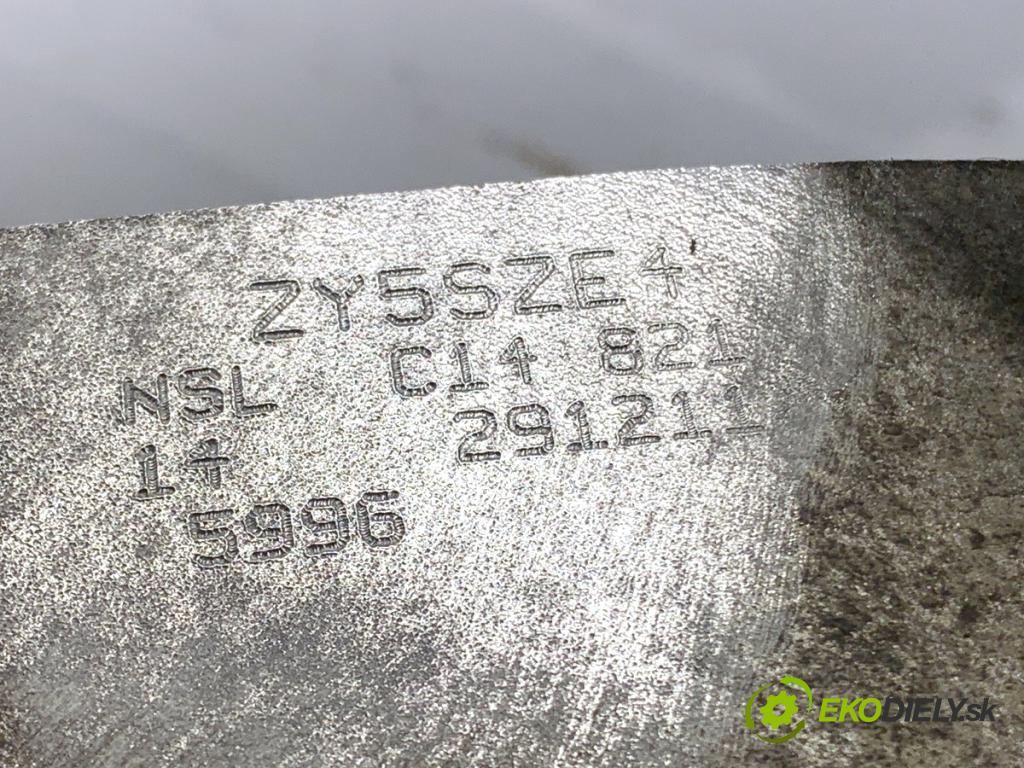 ZY5SZE4
NSL C14 821
14 291211
5996
EKODIELY.sk